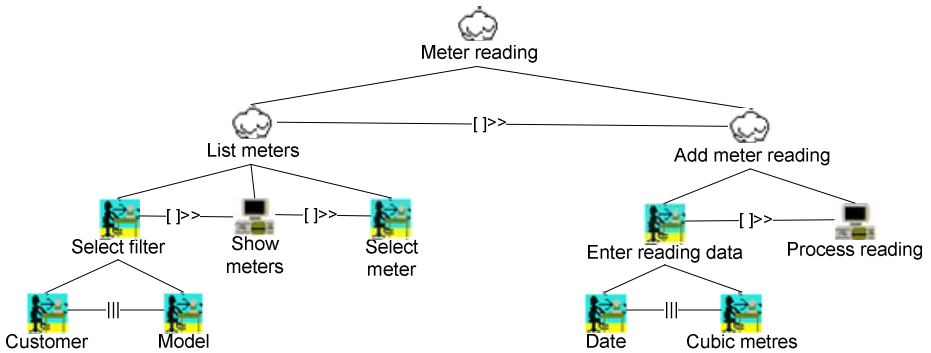 Meter reading
[ ]>>
List meters
Add meter reading
[ ]>>
[ ]>>
[ ]>>
Select filter
Show
meters
Select
meter
Enter reading data
Process reading
|||
|||
Customer
Model
Date
Cubic metres